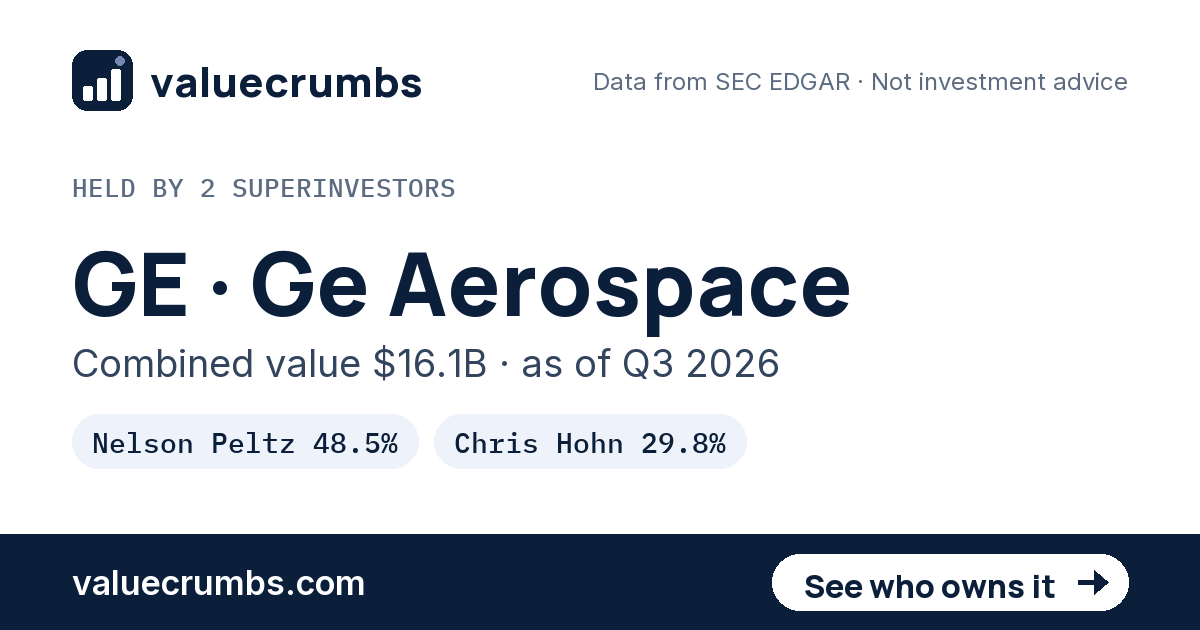 valuecrumbs
Data from SEC EDGAR · Not investment advice
HELD BY 2 SUPERINVESTORS
GE · Ge Aerospace
Combined value $16.1B · as of Q3 2026
Nelson Peltz 48.5%
Chris Hohn 29.8%
valuecrumbs.com
See who owns it →